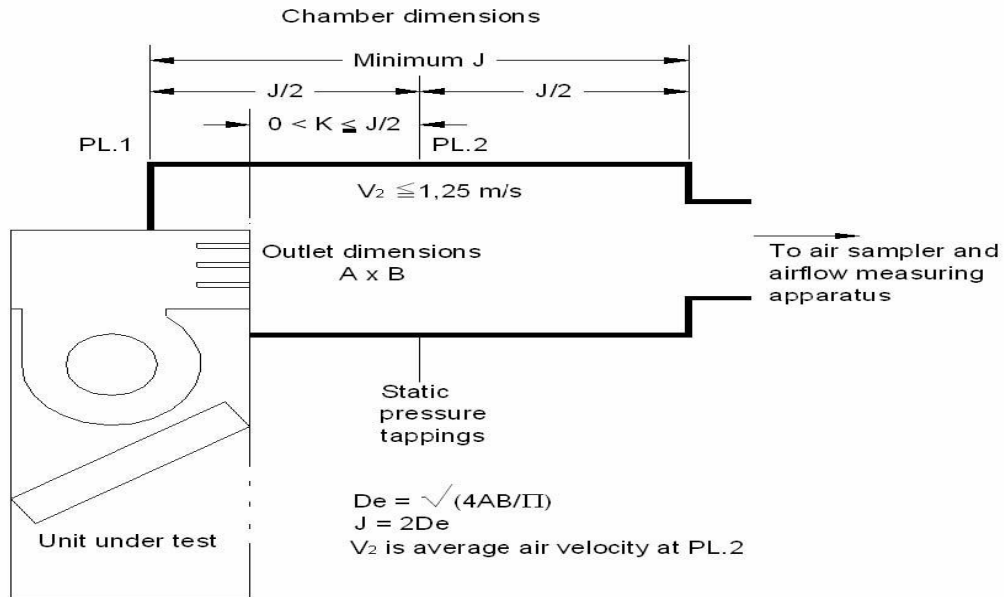 Chamber dimensions
Minimum J
J/2 J/2
0 < K ≦ J/2
PL.1 PL.2
V₂ ≦1,25 m/s
Outlet dimensions
A x B
To air sampler and
airflow measuring
apparatus
Static
pressure
tappings
De = √(4AB/Π)
J = 2De
V₂ is average air velocity at PL.2
Unit under test